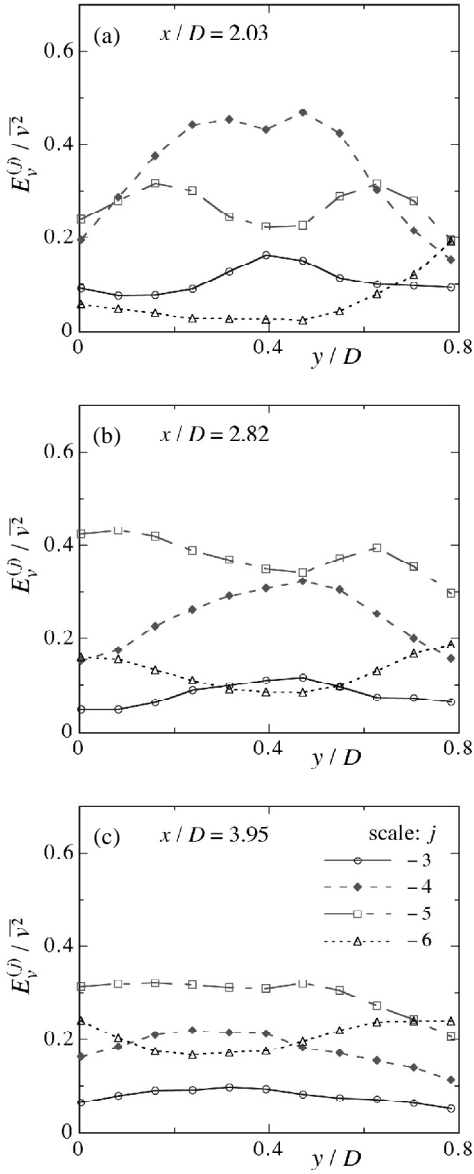 (a) x / D = 2.03
0.6
0.4
0.2
0
E_v^(j) / v̅²
0 0.4 0.8
y / D
(b) x / D = 2.82
0.6
0.4
0.2
0
E_v^(j) / v̅²
0 0.4 0.8
y / D
(c) x / D = 3.95
scale: j
− 3
− 4
− 5
− 6
0.6
0.4
0.2
0
E_v^(j) / v̅²
0 0.4 0.8
y / D